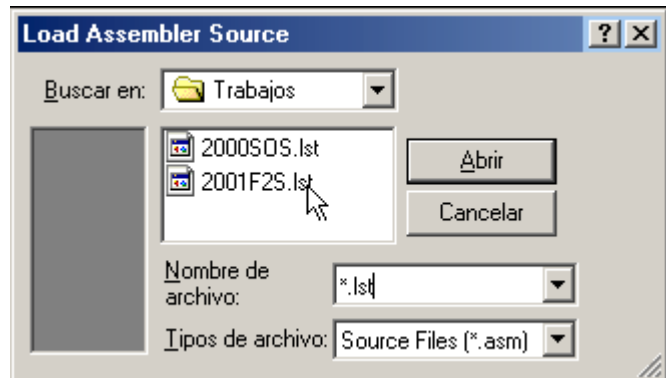 Load Assembler Source
Buscar en: Trabajos
2000SOS.lst
2001F2S.lst
Abrir
Cancelar
Nombre de
archivo:
*.lst
Tipos de archivo: Source Files (*.asm)